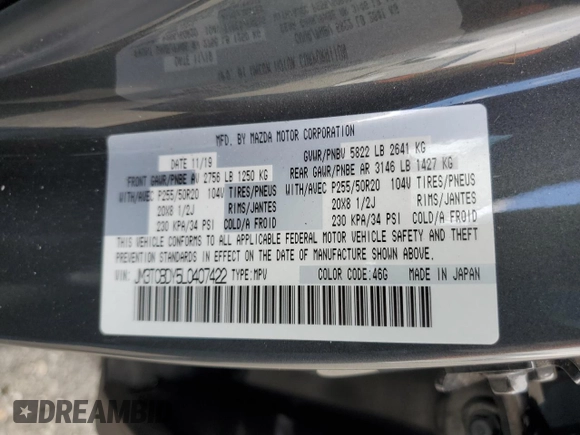 MFD. BY MAZDA MOTOR CORPORATION
DATE 11/19
GVWR/PNBV 5822 LB 2641 KG
FRONT GAWR/PNBE AV 2756 LB 1250 KG
REAR GAWR/PNBE AR 3146 LB 1427 KG
WITH/AVEC P255/50R20 104V TIRES/PNEUS
WITH/AVEC P255/50R20 104V TIRES/PNEUS
20X8 1/2J RIMS/JANTES
20X8 1/2J RIMS/JANTES
230 KPA/34 PSI COLD/A FROID
230 KPA/34 PSI COLD/A FROID
THIS VEHICLE CONFORMS TO ALL APPLICABLE FEDERAL MOTOR VEHICLE SAFETY AND THEFT
PREVENTION STANDARDS IN EFFECT ON THE DATE OF MANUFACTURE SHOWN ABOVE.
VIN: JM3TCBDY5L0407422 TYPE:MPV COLOR CODE:46G MADE IN JAPAN
DREAMBID